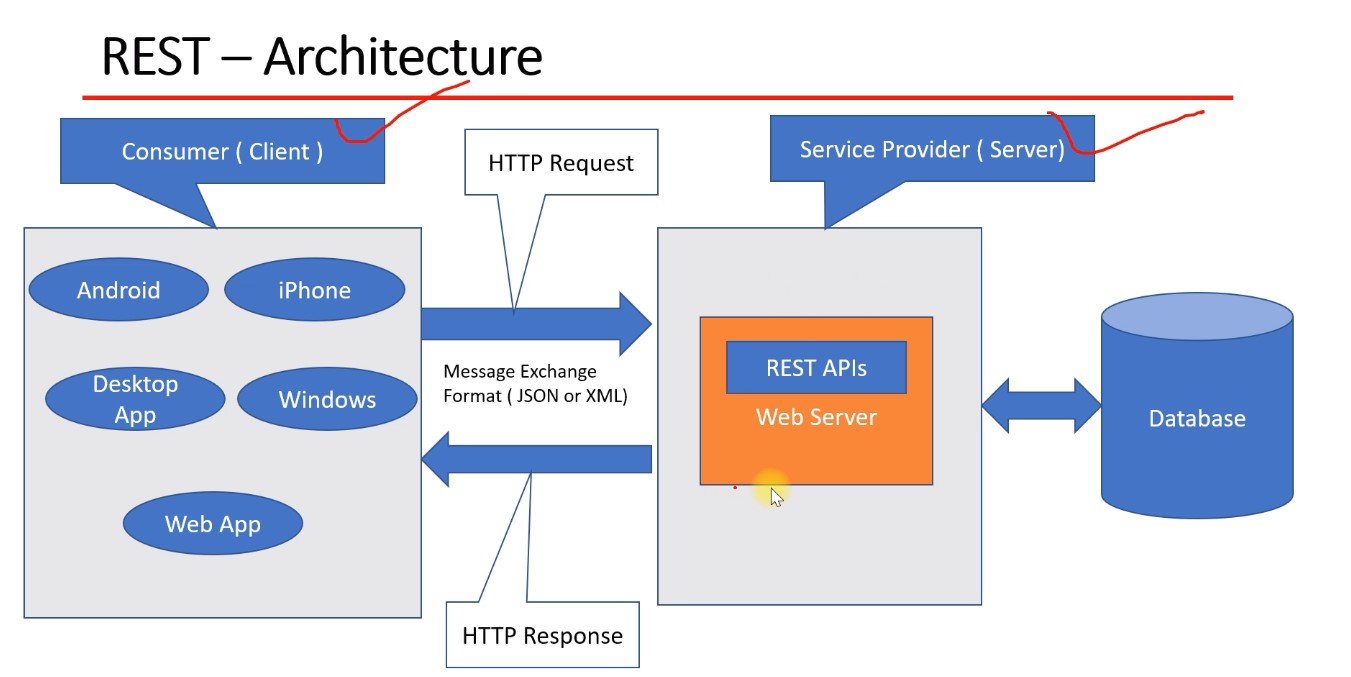 REST – Architecture
Consumer ( Client )
HTTP Request
Service Provider ( Server)
Android
iPhone
Desktop
App
Windows
Web App
Message Exchange
Format ( JSON or XML)
HTTP Response
REST APIs
Web Server
Database